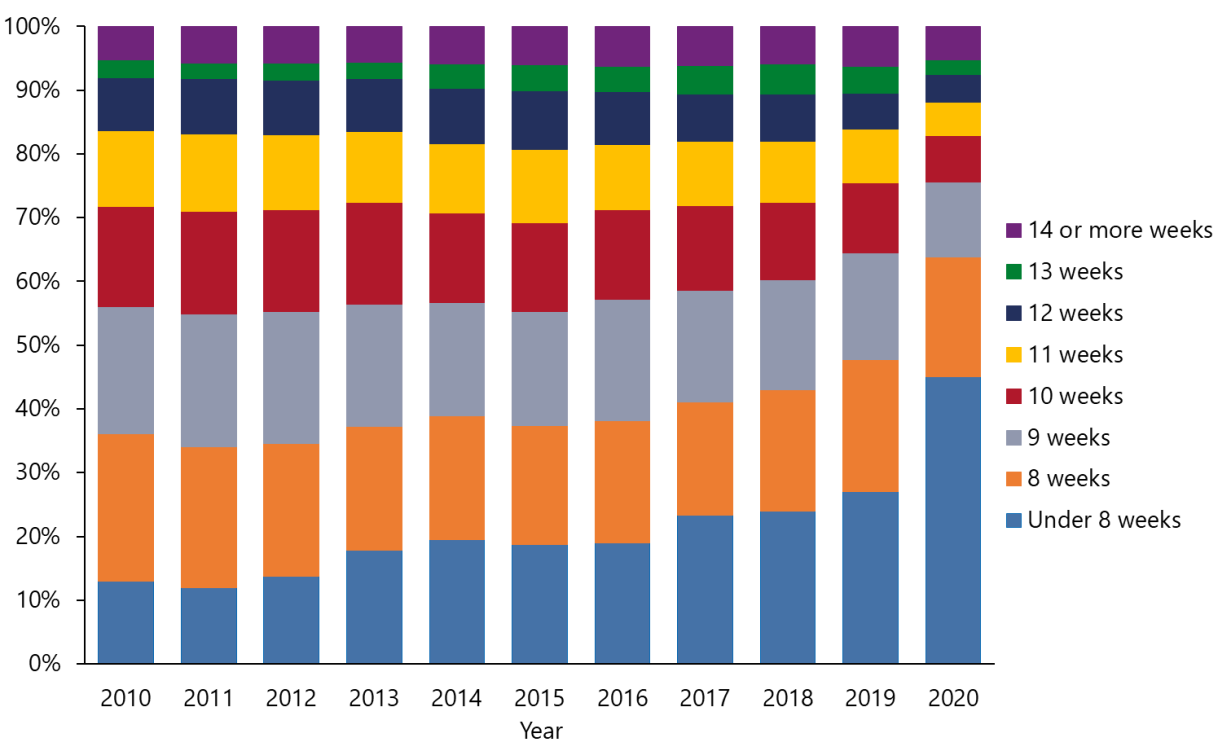 100%
90%
80%
70%
60%
50%
40%
30%
20%
10%
0%
2010 2011 2012 2013 2014 2015 2016 2017 2018 2019 2020
Year
14 or more weeks
13 weeks
12 weeks
11 weeks
10 weeks
9 weeks
8 weeks
Under 8 weeks